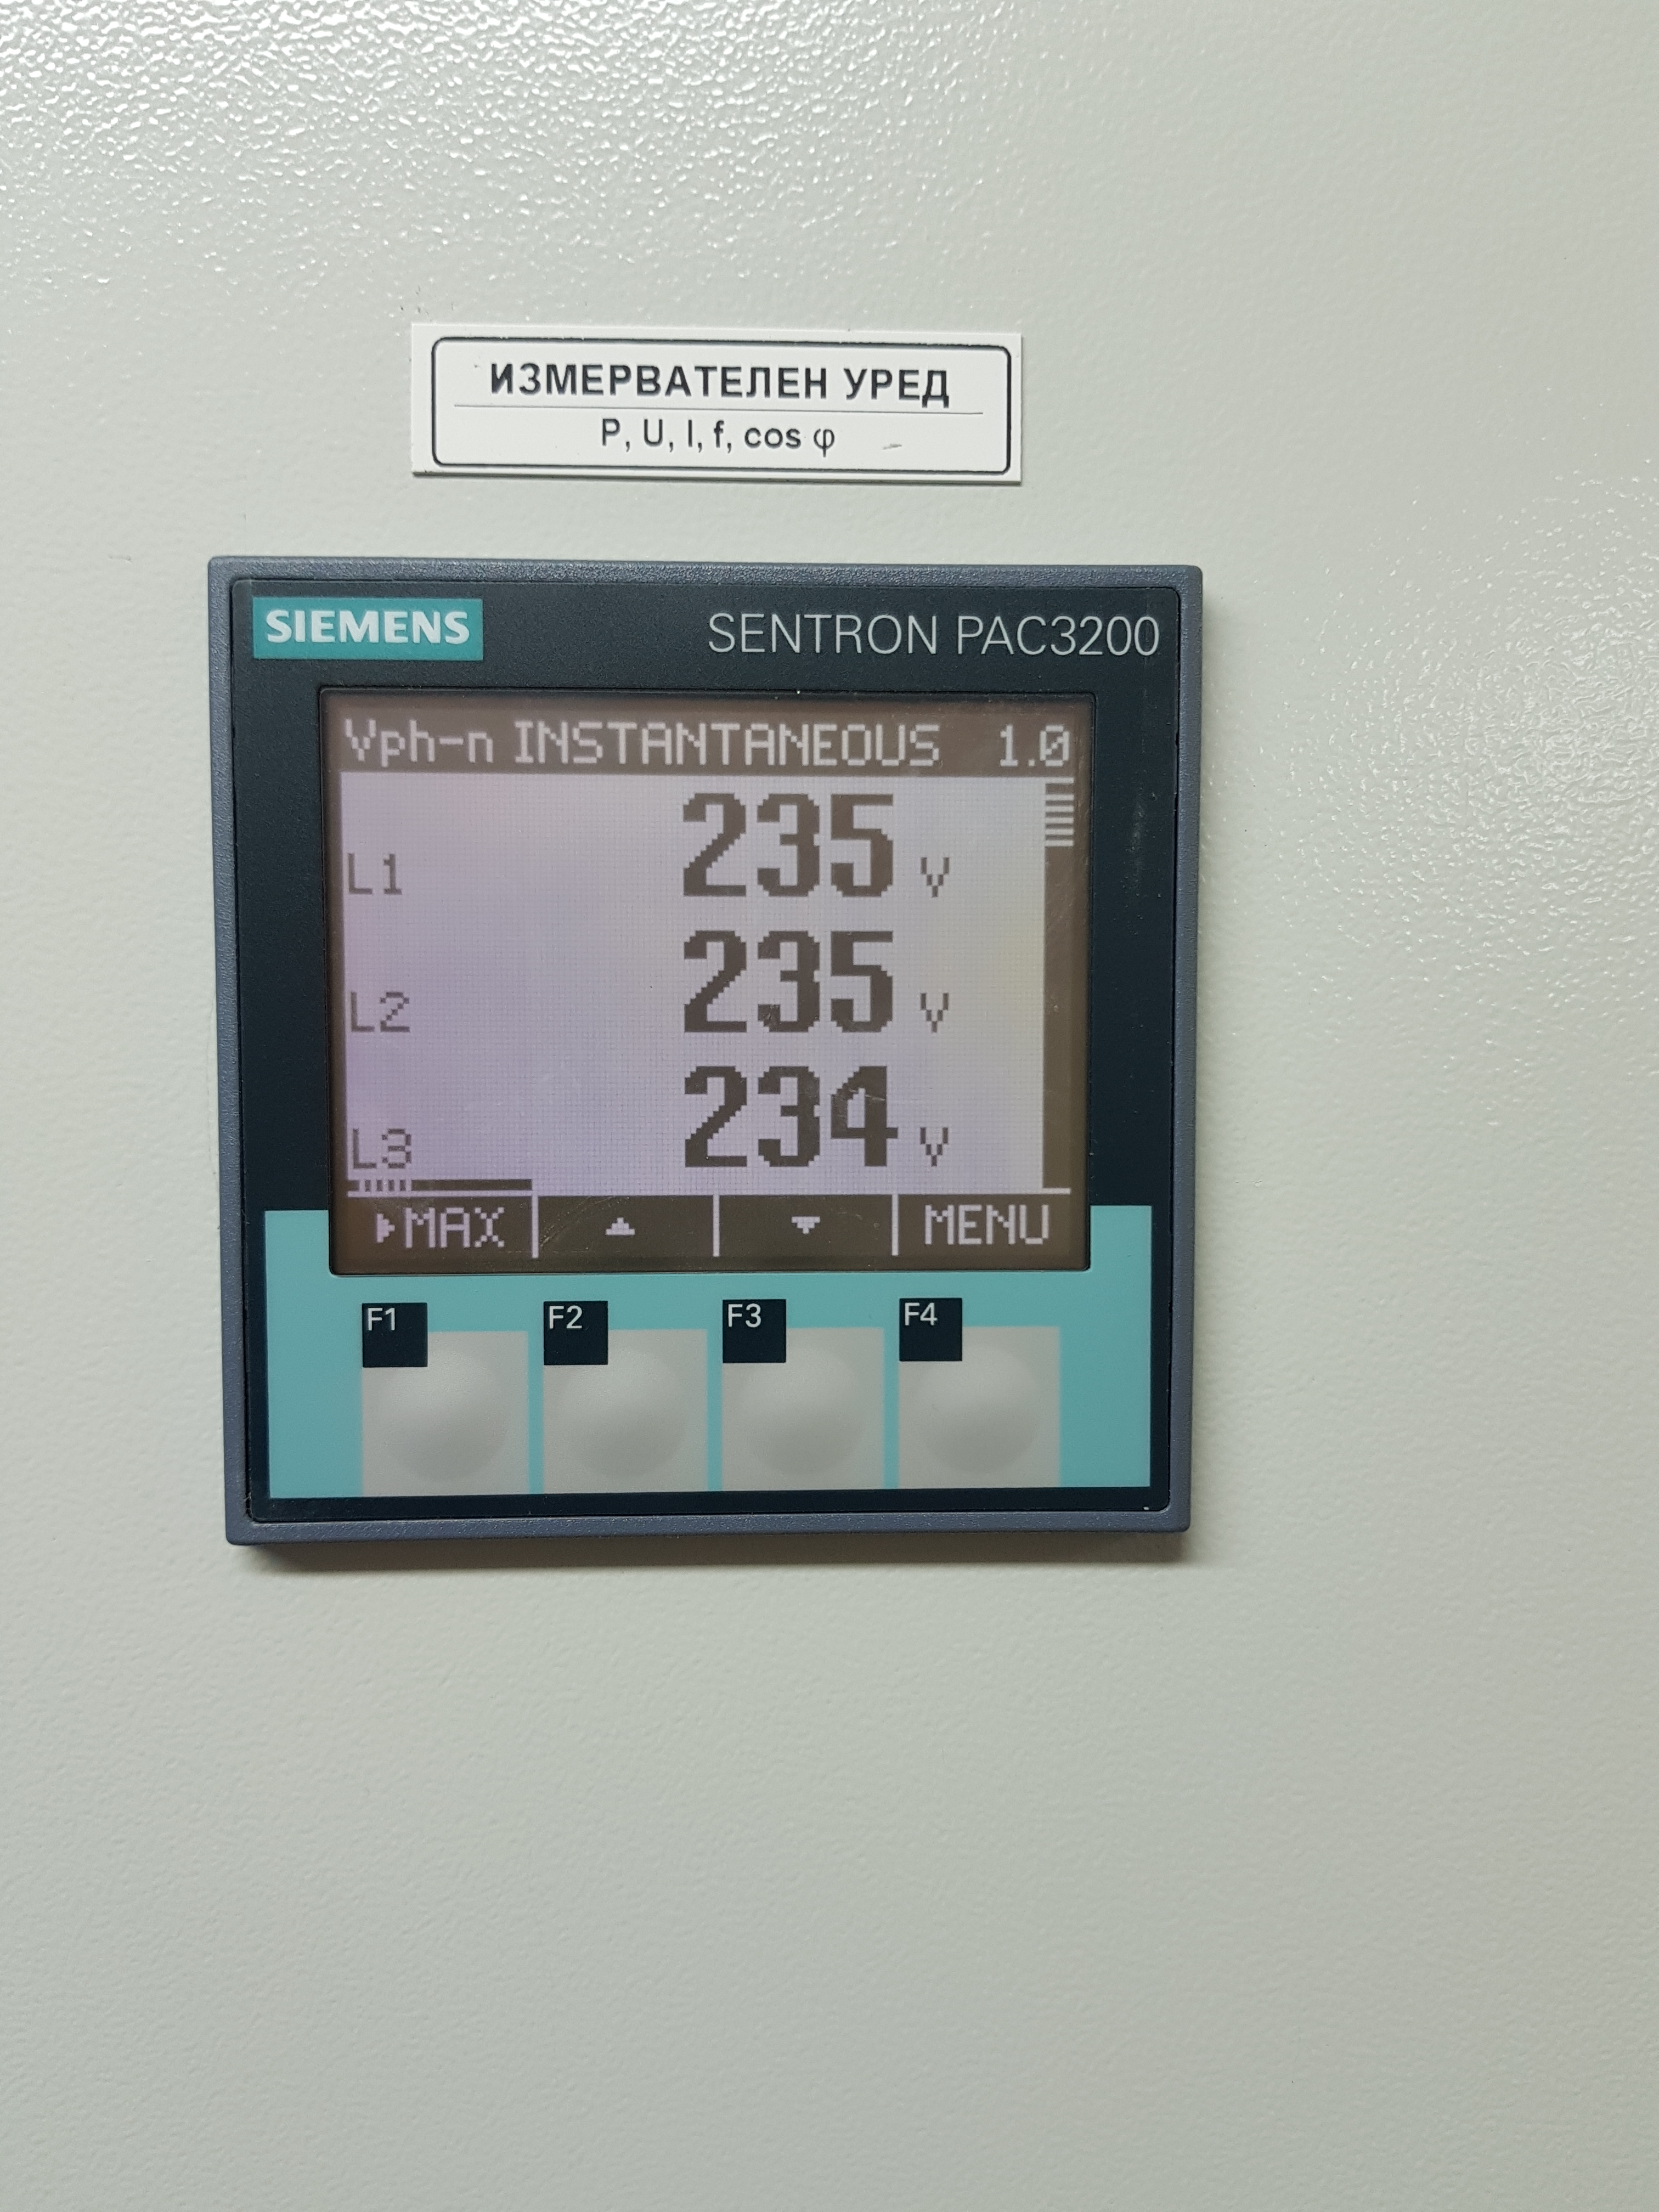 ИЗМЕРВАТЕЛЕН УРЕД
P, U, I, f, cos φ
SIEMENS SENTRON PAC3200
Vph-n INSTANTANEOUS 1.0
L1 235 V
L2 235 V
L3 234 V
▶MAX ▲ ▼ MENU
F1 F2 F3 F4